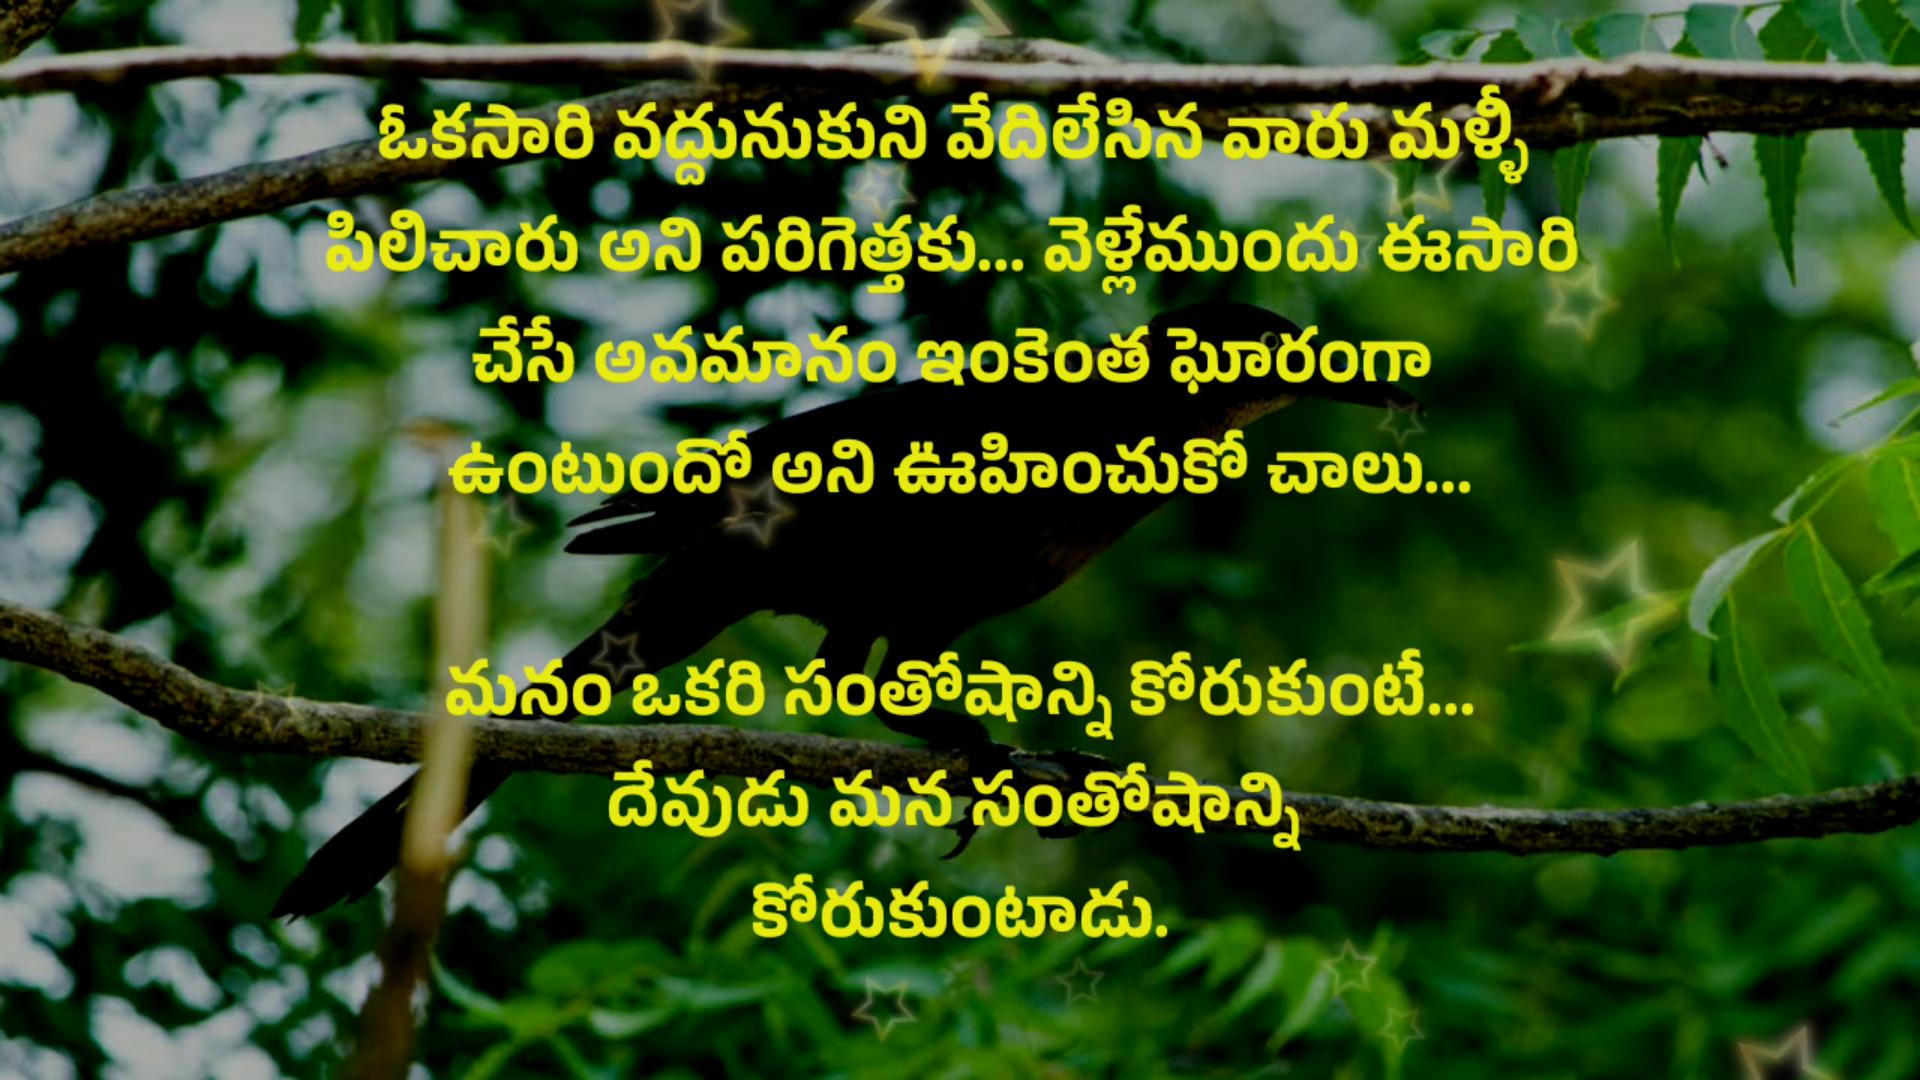 ఓకసారి వద్దునుకుని వేదిలేసిన వారు మళ్ళీ
పిలిచారు అని పరిగెత్తకు... వెళ్లేముందు ఈసారి
చేసే అవమానం ఇంకెంత ఘోరంగా
ఉంటుందో అని ఊహించుకో చాలు...
మనం ఒకరి సంతోషాన్ని కోరుకుంటే...
దేవుడు మన సంతోషాన్ని
కోరుకుంటాడు.